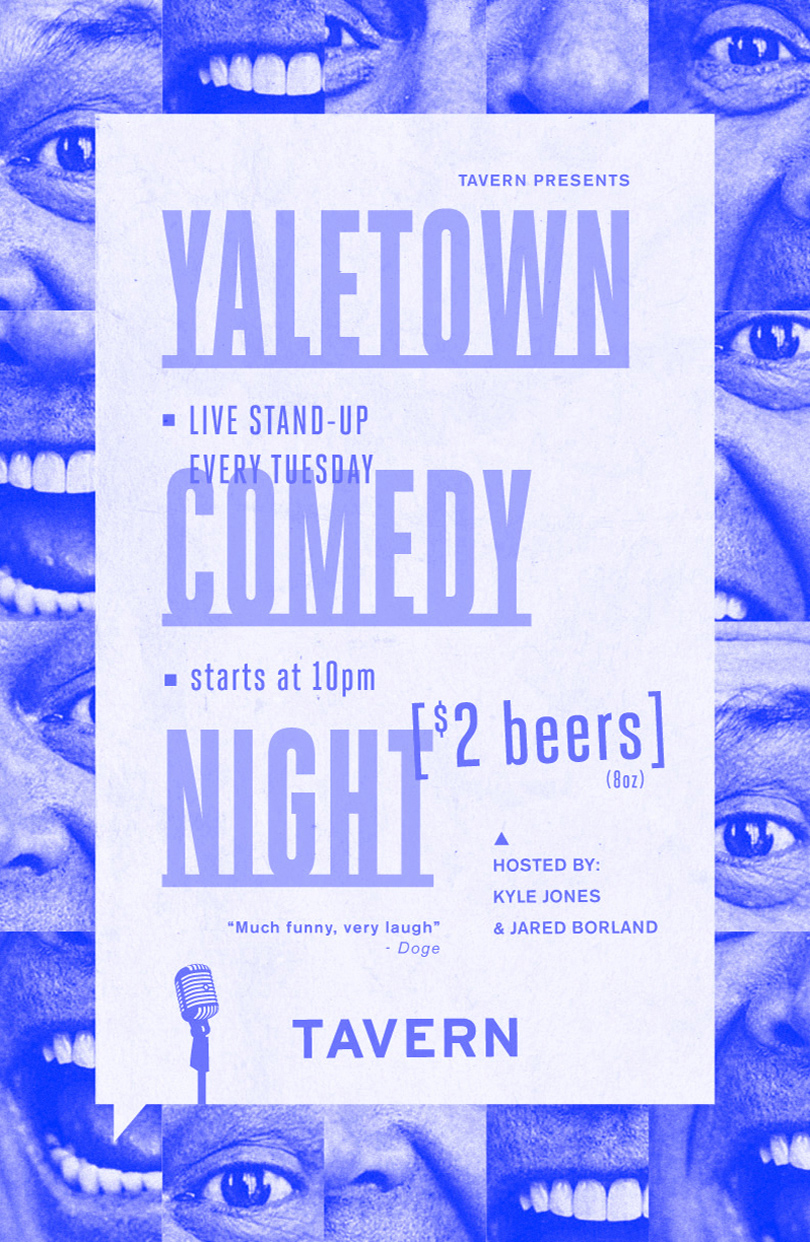 TAVERN PRESENTS
YALETOWN
▪ LIVE STAND-UP
EVERY TUESDAY
COMEDY
▪ starts at 10pm
[$2 beers]
(8oz)
NIGHT
▲
HOSTED BY:
KYLE JONES
& JARED BORLAND
“Much funny, very laugh”
- Doge
TAVERN